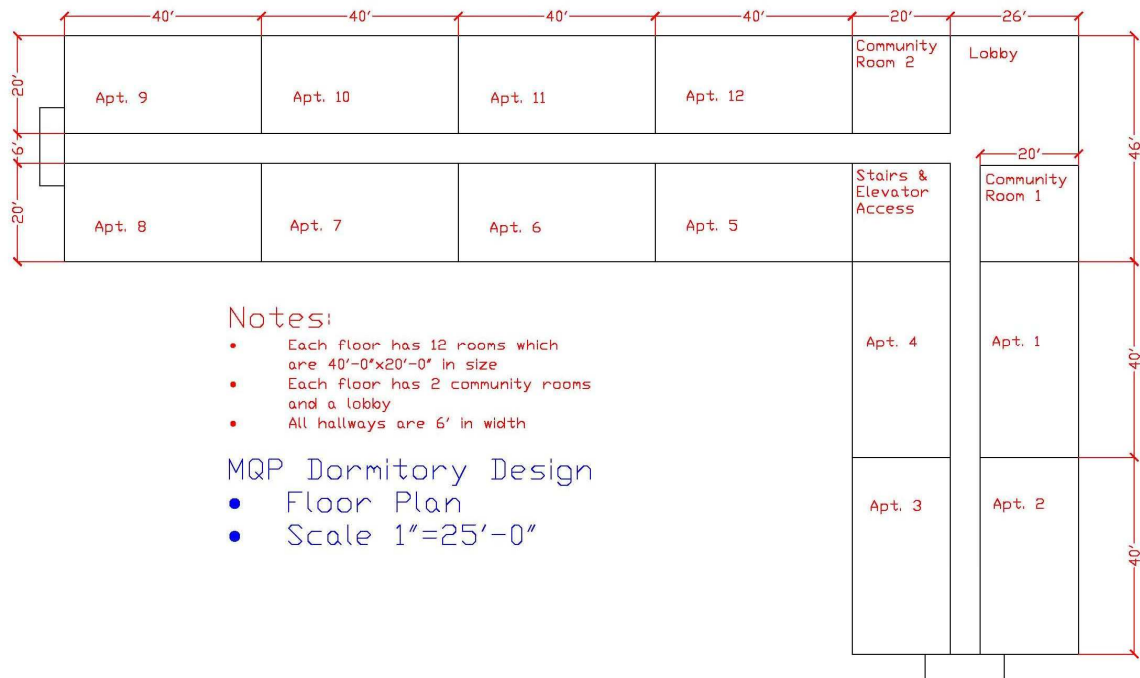 40′ 40′ 40′ 40′ 20′ 26′
Community
Room 2
Lobby
20′
Apt. 9
Apt. 10
Apt. 11
Apt. 12
6′
46′
20′
20′
Stairs &
Elevator
Access
Community
Room 1
Apt. 8
Apt. 7
Apt. 6
Apt. 5
Notes:
• Each floor has 12 rooms which
are 40′-0″x20′-0″ in size
• Each floor has 2 community rooms
and a lobby
• All hallways are 6′ in width
Apt. 4
Apt. 1
40′
MQP Dormitory Design
• Floor Plan
• Scale 1″=25′-0″
Apt. 3
Apt. 2
40′